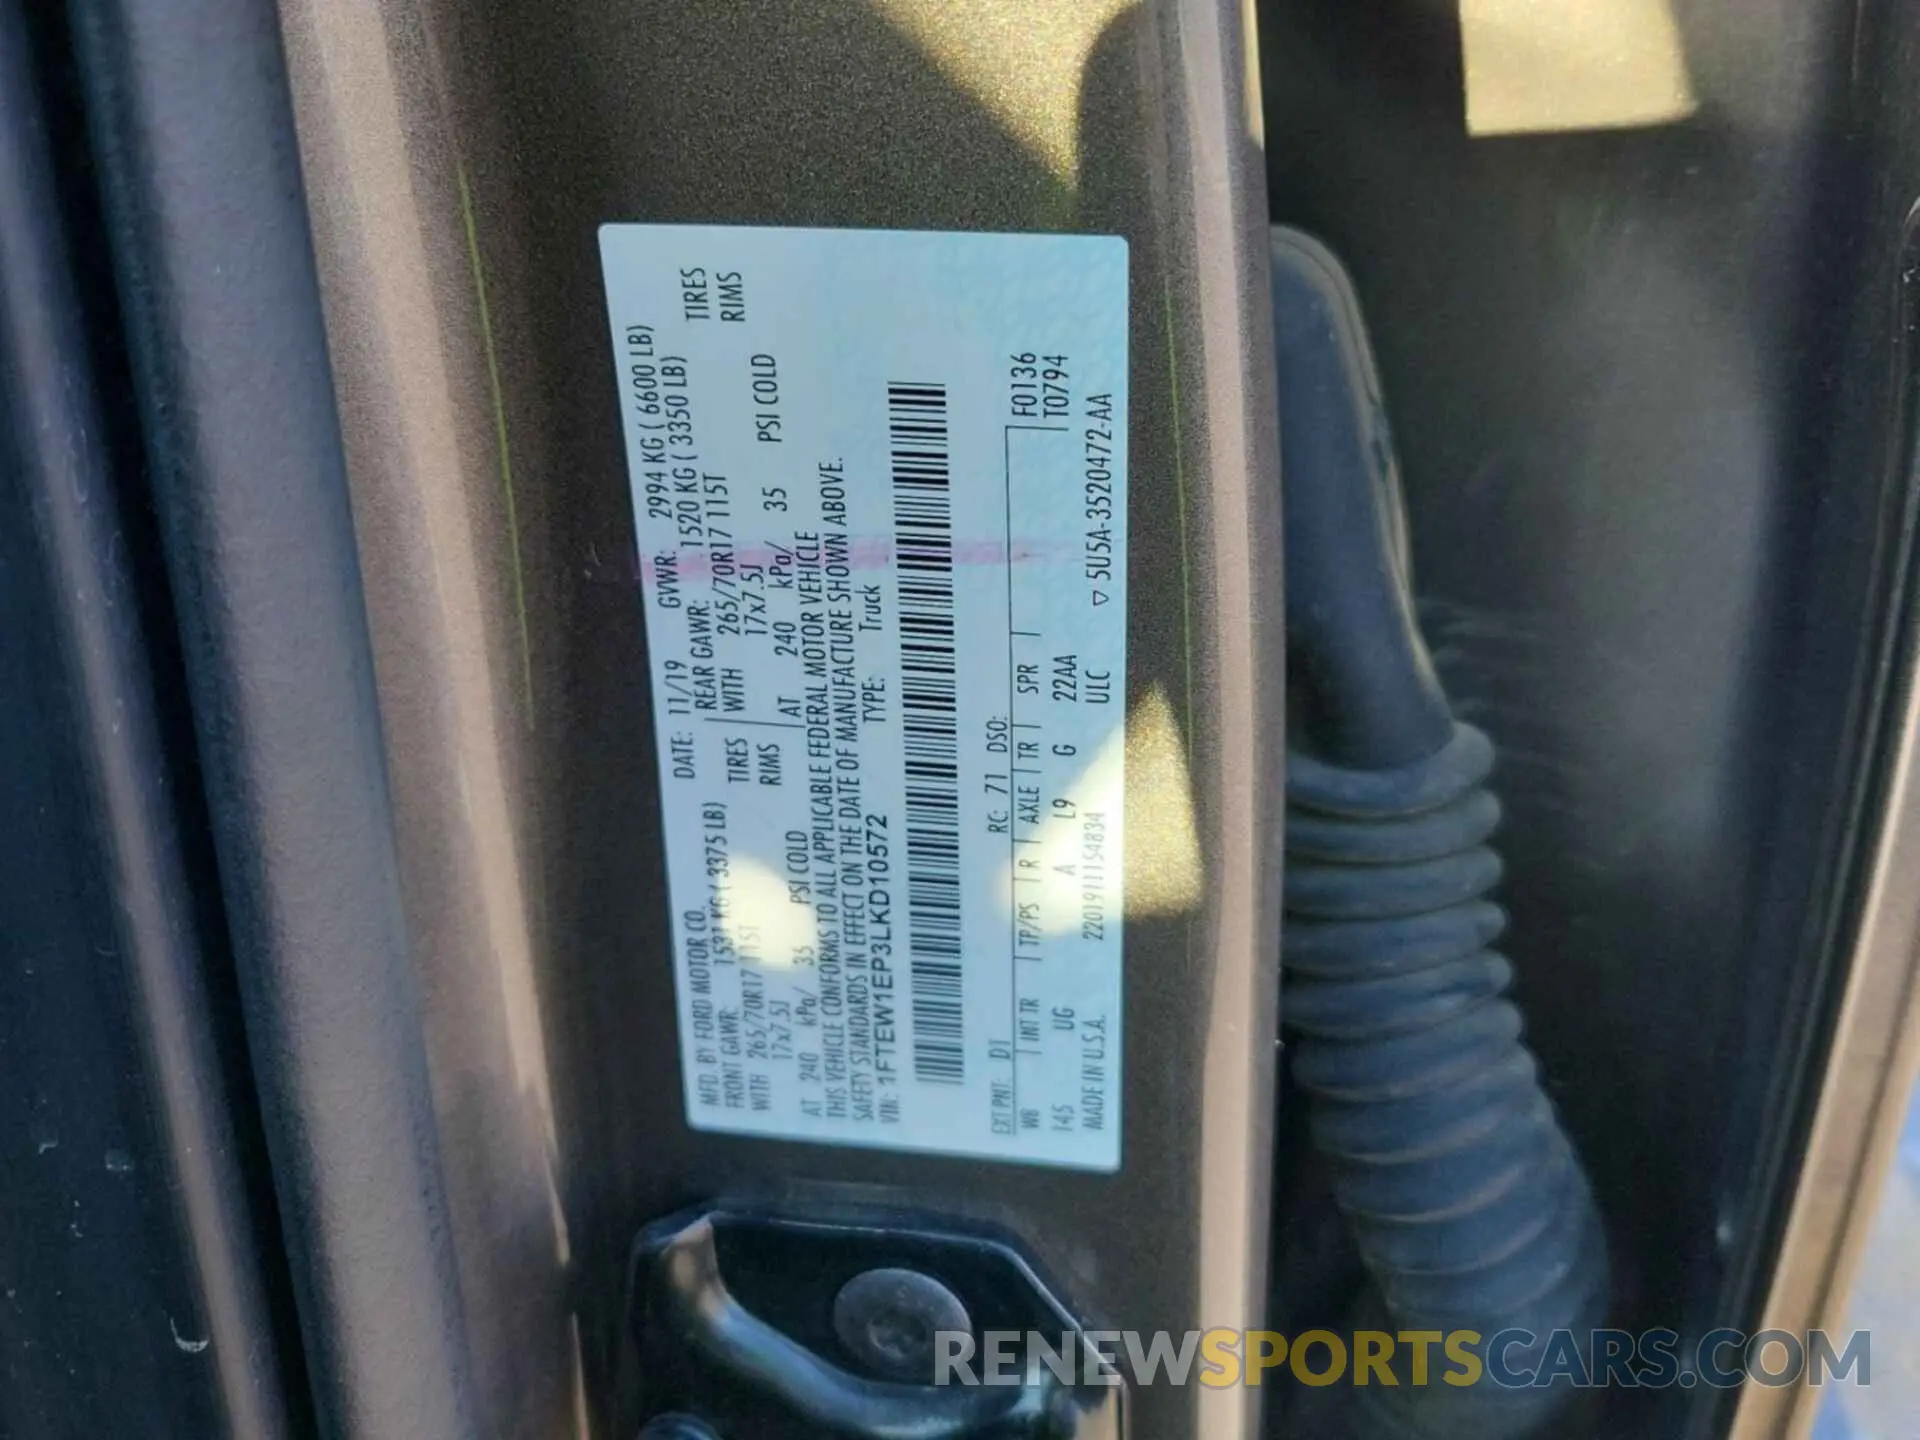 MFD. BY FORD MOTOR CO.
DATE: 11/19 GVWR: 2994 KG ( 6600 LB)
FRONT GAWR: 1531 KG ( 3375 LB) REAR GAWR: 1520 KG ( 3350 LB)
WITH 265/70R17 115T TIRES WITH 265/70R17 115T TIRES
17x7.5J RIMS 17x7.5J RIMS
AT 240 kPa/ 35 PSI COLD AT 240 kPa/ 35 PSI COLD
THIS VEHICLE CONFORMS TO ALL APPLICABLE FEDERAL MOTOR VEHICLE
SAFETY STANDARDS IN EFFECT ON THE DATE OF MANUFACTURE SHOWN ABOVE.
VIN: 1FTEW1EP3LKD10572 TYPE: Truck
EXT PNT: D1 RC: 71 DSO: F0136
WB INT TR TP/PS R AXLE TR SPR T0794
145 UG A L9 G 22AA
MADE IN U.S.A. 220191115483​4 ULC ▽ 5U5A-3520472-AA
RENEWSPORTSCARS.COM